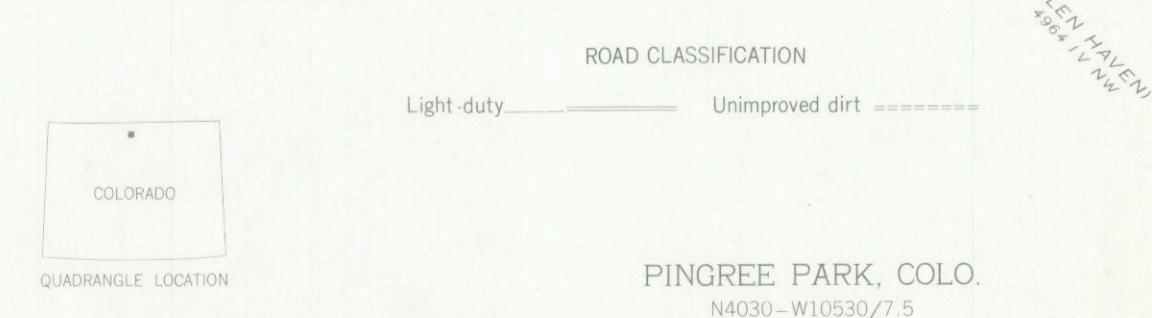 LEN HAVEN)
4964 IV NW
ROAD CLASSIFICATION
Light-duty
Unimproved dirt
COLORADO
QUADRANGLE LOCATION
PINGREE PARK, COLO.
N4030–W10530/7.5